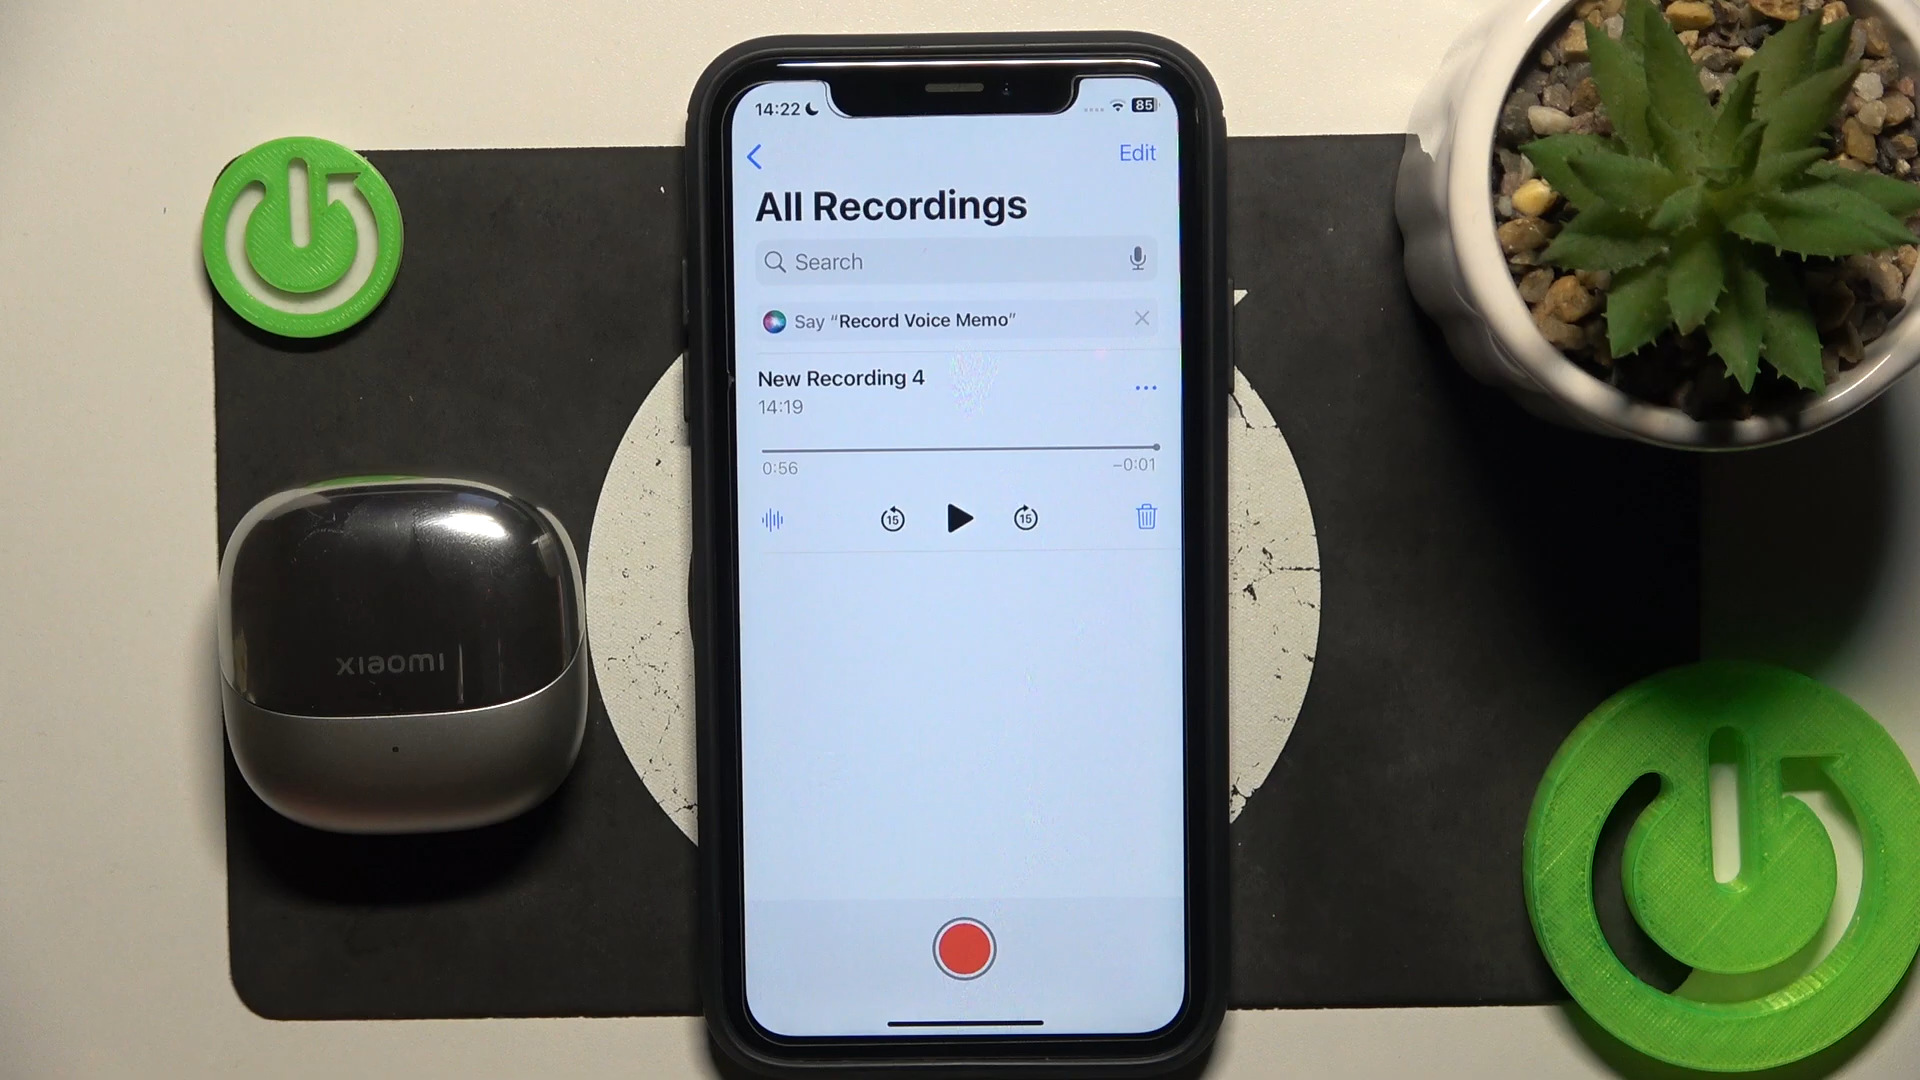 14:22
85
Edit
All Recordings
Search
Say “Record Voice Memo”
New Recording 4
14:19
0:56
−0:01
15
15
xiaomi